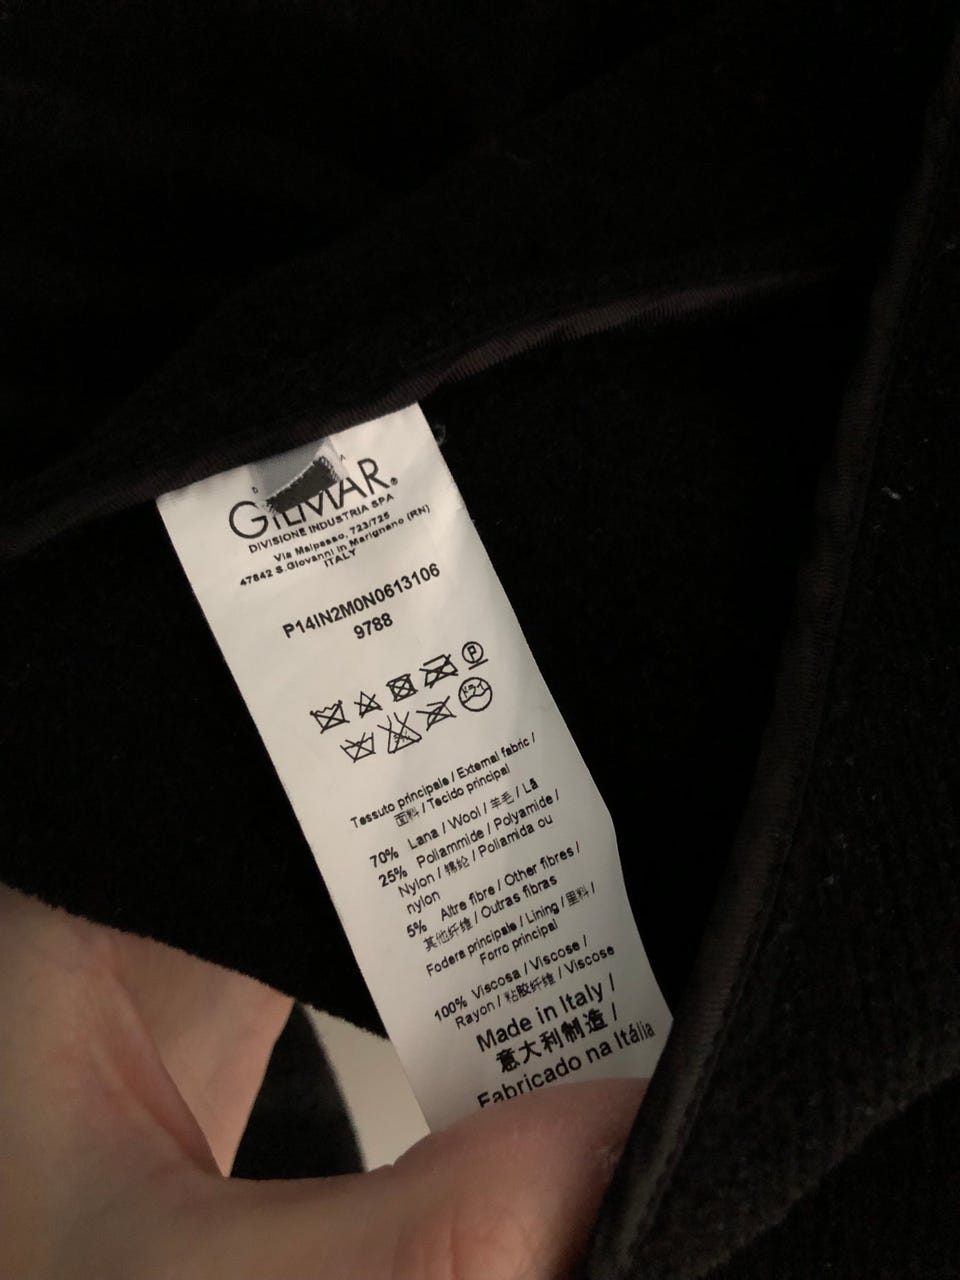 GILMAR®
DIVISIONE INDUSTRIA SPA
Via Malpasso, 723/725
47842 S.Giovanni in Marignano (RN)
ITALY
P14IN2M0N0613106
9788
P
ドライ
Tessuto principale / External fabric /
面料 / Tecido principal
70% Lana / Wool / 羊毛 / Lã
25% Poliammide / Polyamide /
Nylon / 锦纶 / Poliamida ou
nylon
5% Altre fibre / Other fibres /
其他纤维 / Outras fibras
Fodera principale / Lining / 里料 /
Forro principal
100% Viscosa / Viscose /
Rayon / 粘胶纤维 / Viscose
Made in Italy /
意大利制造 /
Fabricado na Itália